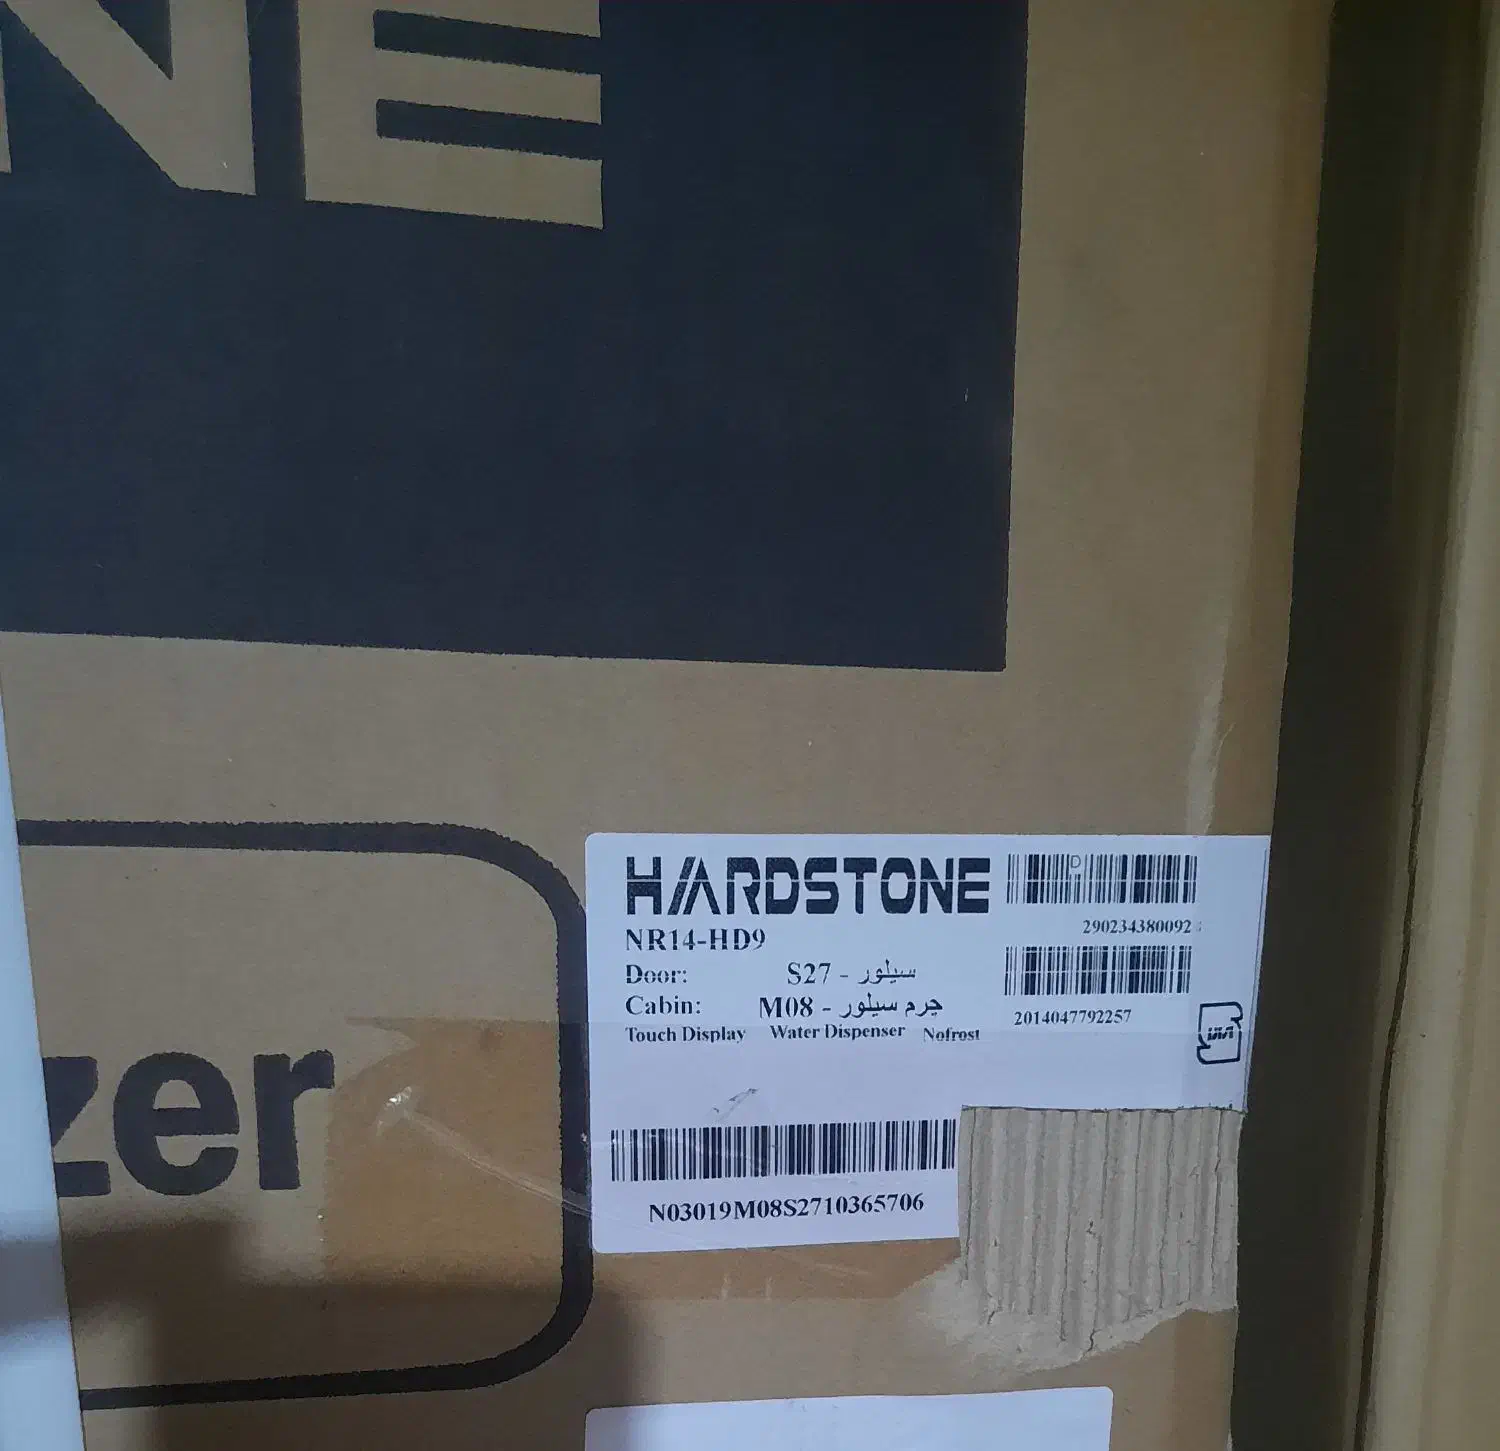 NE
HARDSTONE
NR14-HD9
Door: S27 - سیلور
Cabin: M08 - چرم سیلور
Touch Display Water Dispenser Nofrost
290234380092
2014047792257
zer
N03019M08S2710365706